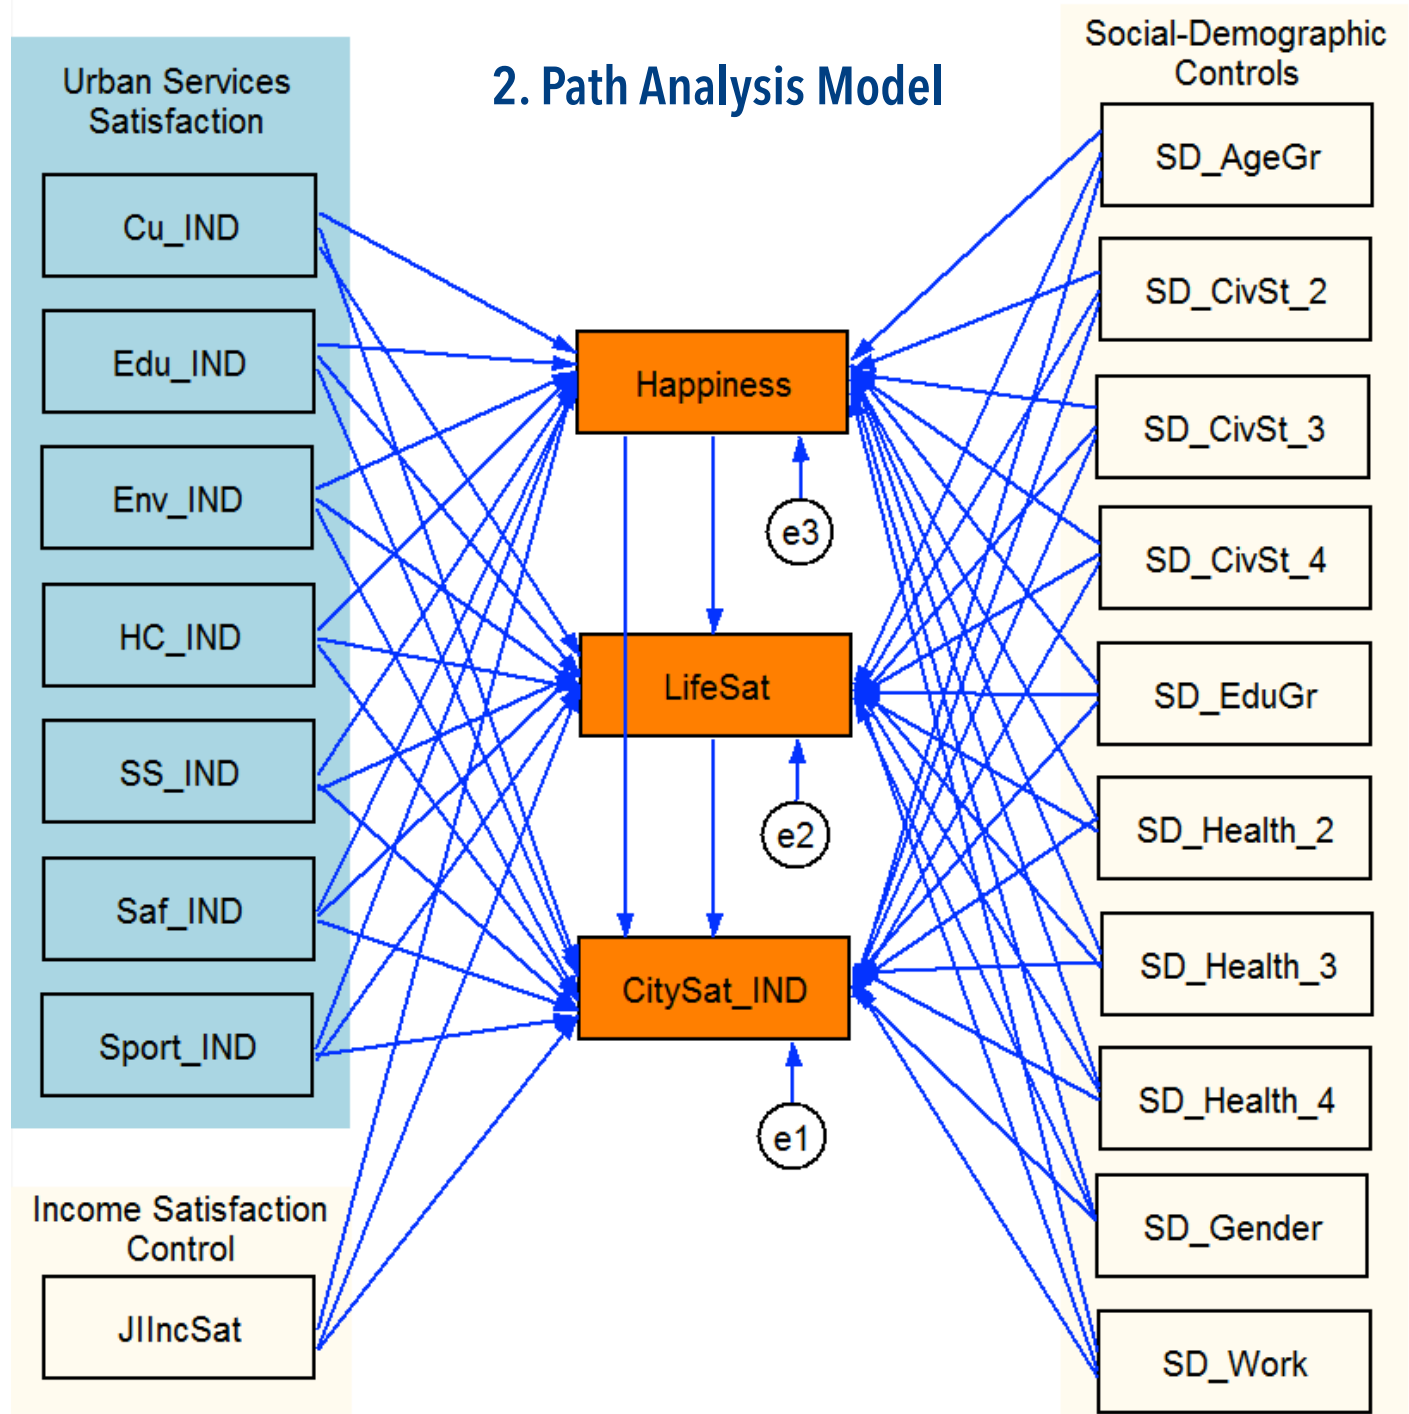 2. Path Analysis Model
Urban Services
Satisfaction
Cu_IND
Edu_IND
Env_IND
HC_IND
SS_IND
Saf_IND
Sport_IND
Income Satisfaction
Control
JIIncSat
Happiness
e3
LifeSat
e2
CitySat_IND
e1
Social-Demographic
Controls
SD_AgeGr
SD_CivSt_2
SD_CivSt_3
SD_CivSt_4
SD_EduGr
SD_Health_2
SD_Health_3
SD_Health_4
SD_Gender
SD_Work